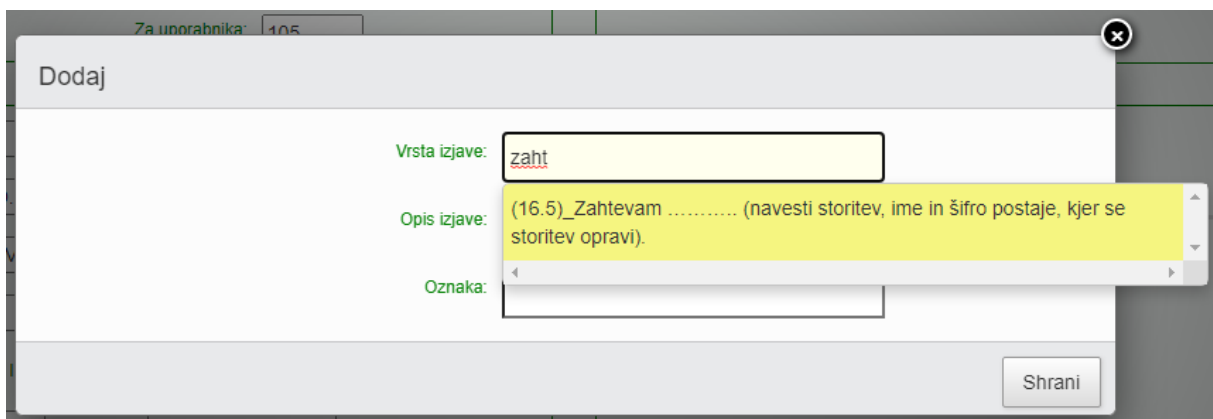 Za uporabnika: 105
Dodaj
Vrsta izjave: zaht
(16.5)_Zahtevam ……….. (navesti storitev, ime in šifro postaje, kjer se
storitev opravi).
Opis izjave:
Oznaka:
Shrani